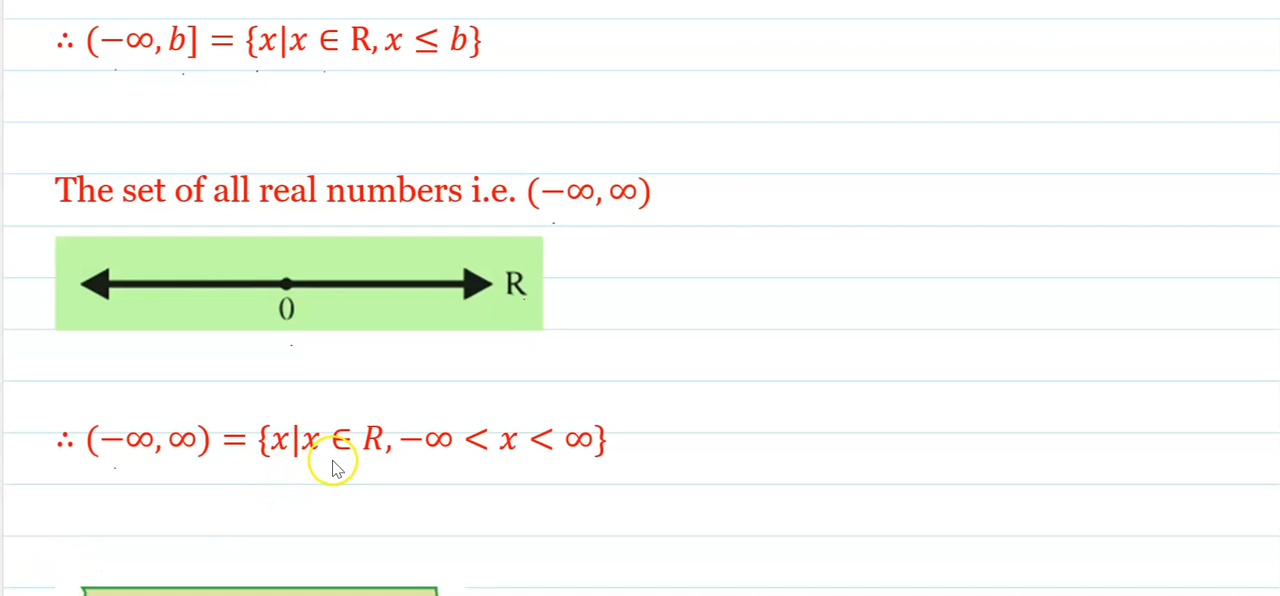 ∴ (−∞, b] = {x|x ∈ R, x ≤ b}
The set of all real numbers i.e. (−∞, ∞)
R
0
∴ (−∞, ∞) = {x|x ∈ R, −∞ < x < ∞}